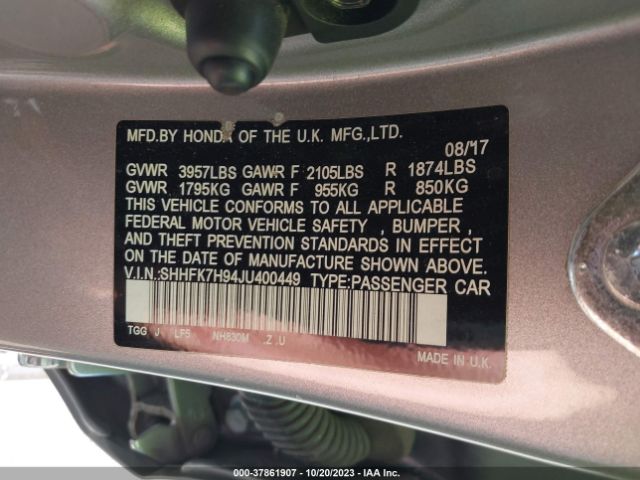 MFD.BY HONDA OF THE U.K. MFG.,LTD.
08/17
GVWR 3957LBS GAWR F 2105LBS R 1874LBS
GVWR 1795KG GAWR F 955KG R 850KG
THIS VEHICLE CONFORMS TO ALL APPLICABLE
FEDERAL MOTOR VEHICLE SAFETY , BUMPER ,
AND THEFT PREVENTION STANDARDS IN EFFECT
ON THE DATE OF MANUFACTURE SHOWN ABOVE.
V.I.N.:SHHFK7H94JU400449 TYPE:PASSENGER CAR
TGG J- LF5 NH830M .Z .U
MADE IN U.K.
000-37861907 - 10/20/2023 - IAA Inc.